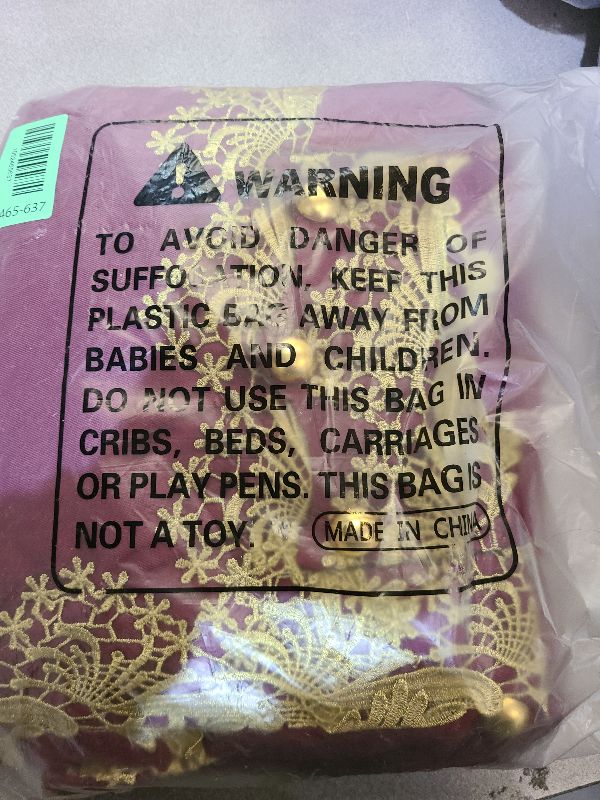 465-637
WARNING
TO AVOID DANGER OF
SUFFOCATION, KEEP THIS
PLASTIC BAG AWAY FROM
BABIES AND CHILDREN.
DO NOT USE THIS BAG IN
CRIBS, BEDS, CARRIAGES
OR PLAY PENS. THIS BAG IS
NOT A TOY.
MADE IN CHINA